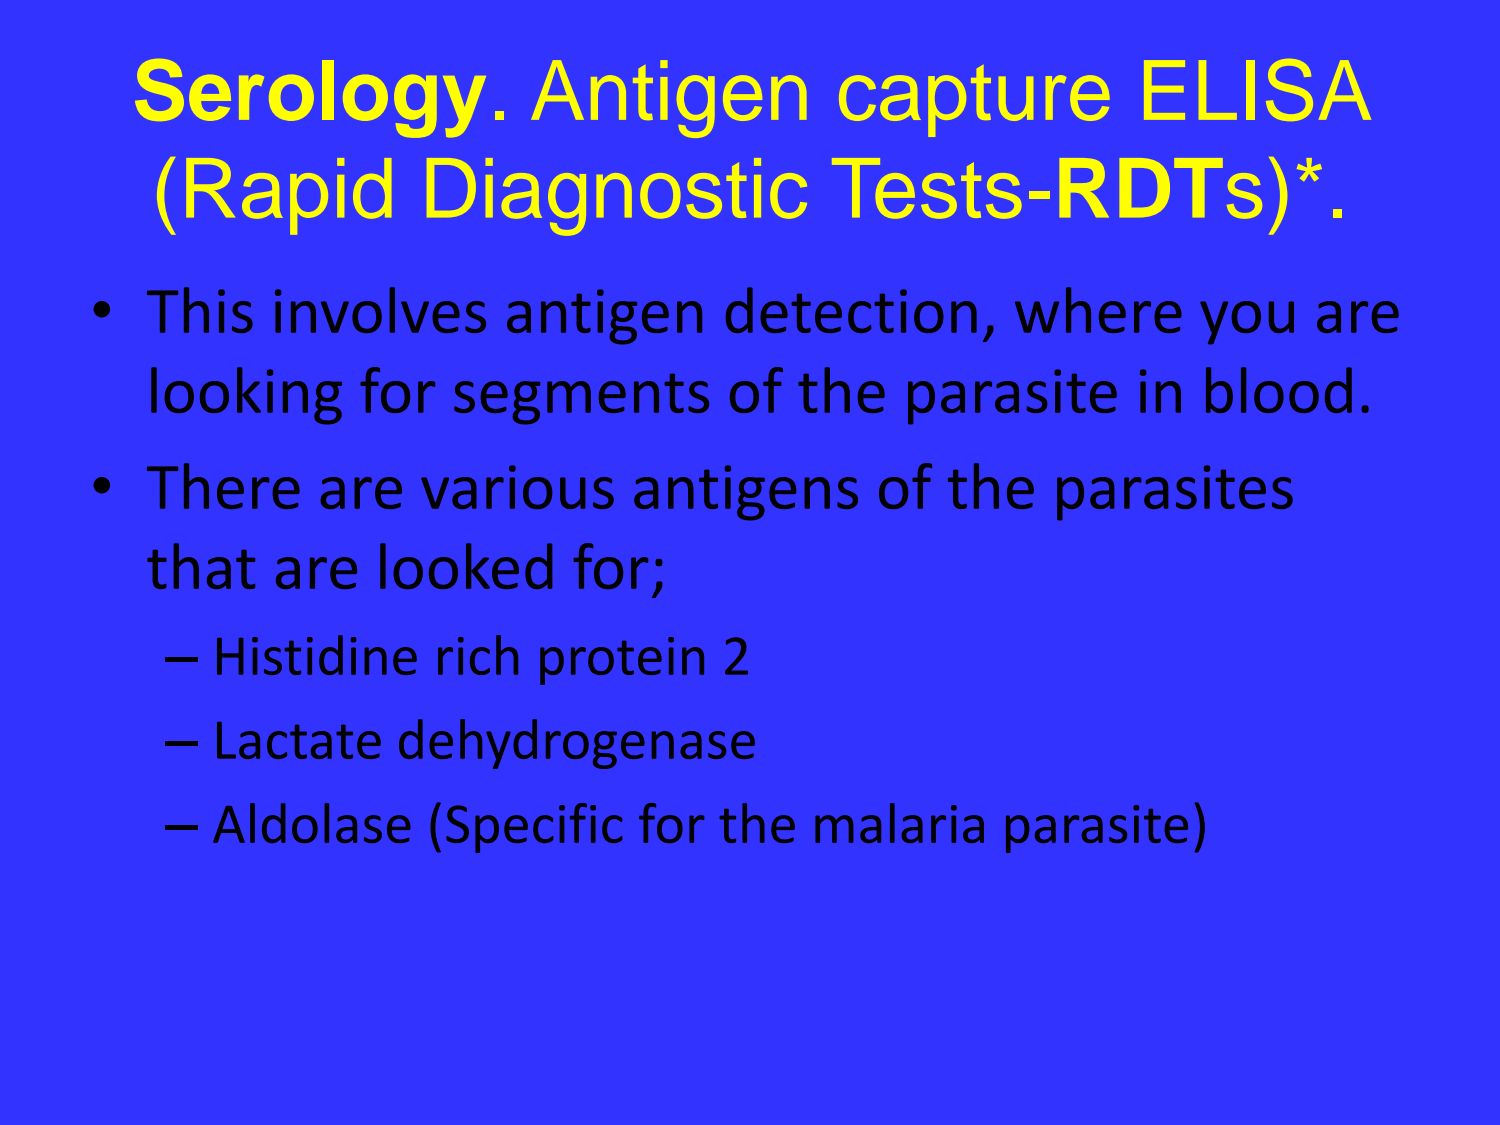 Serology. Antigen capture ELISA
(Rapid Diagnostic Tests-RDTs)*.
• This involves antigen detection, where you are
looking for segments of the parasite in blood.
• There are various antigens of the parasites
that are looked for;
– Histidine rich protein 2
– Lactate dehydrogenase
– Aldolase (Specific for the malaria parasite)